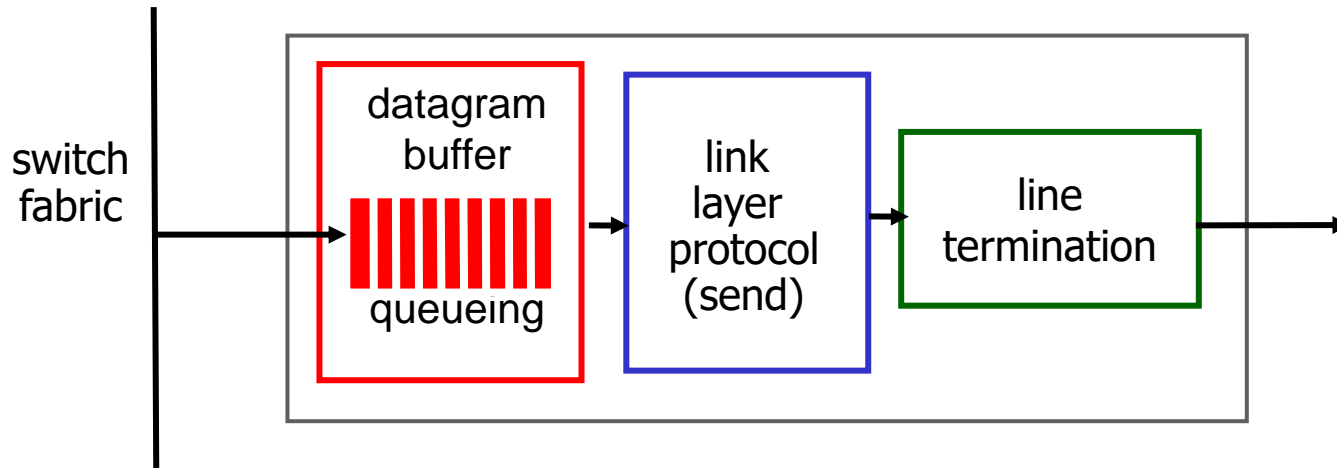 switch
fabric
datagram
buffer
queueing
link
layer
protocol
(send)
line
termination